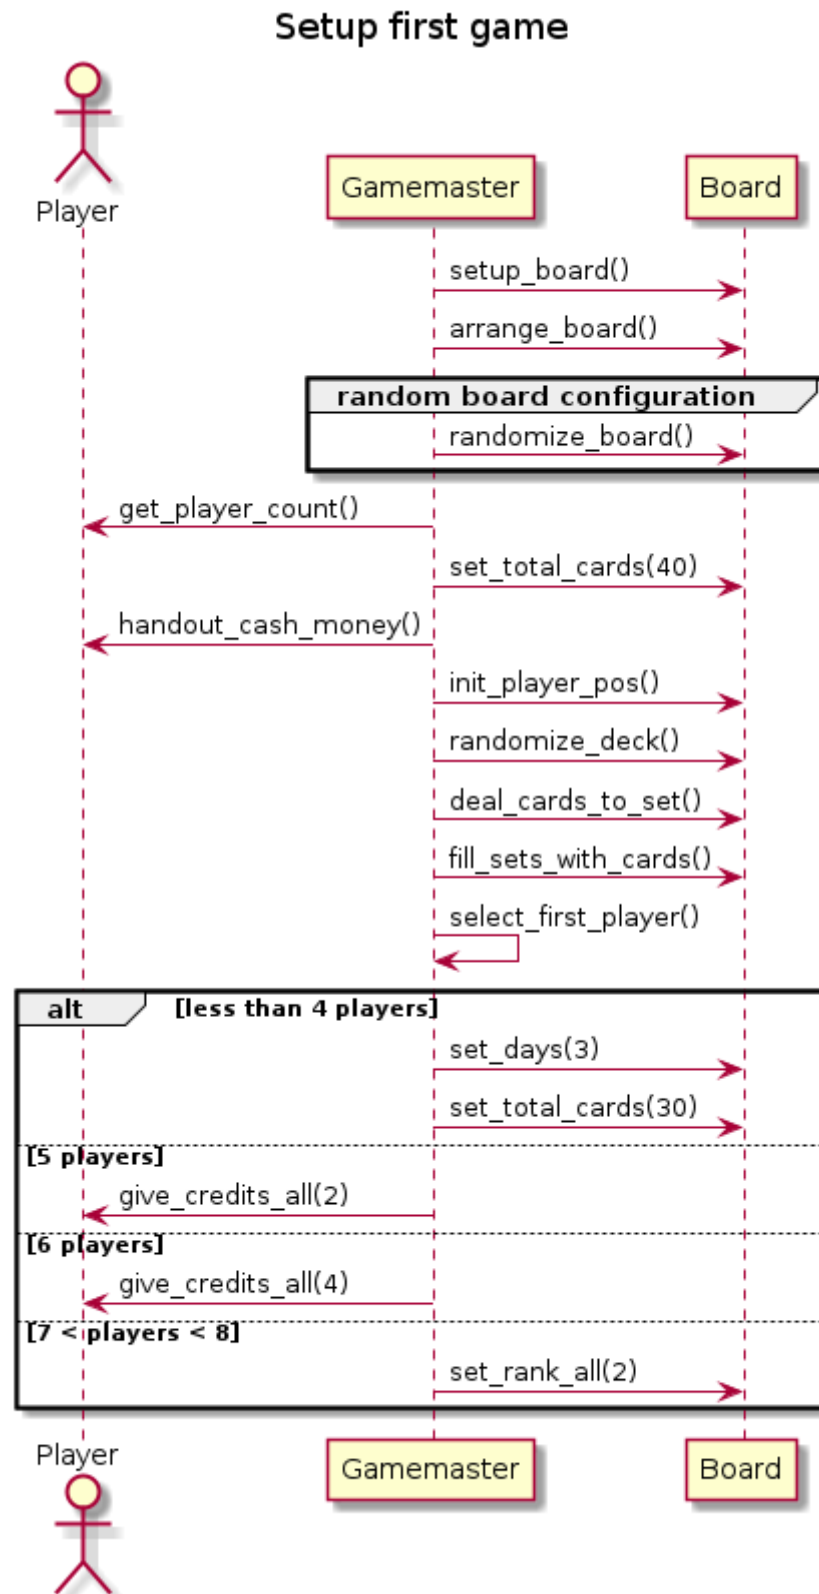 Setup first game
Player
Gamemaster
Board
setup_board()
arrange_board()
random board configuration
randomize_board()
get_player_count()
set_total_cards(40)
handout_cash_money()
init_player_pos()
randomize_deck()
deal_cards_to_set()
fill_sets_with_cards()
select_first_player()
alt [less than 4 players]
set_days(3)
set_total_cards(30)
[5 players]
give_credits_all(2)
[6 players]
give_credits_all(4)
[7 < players < 8]
set_rank_all(2)
Player
Gamemaster
Board